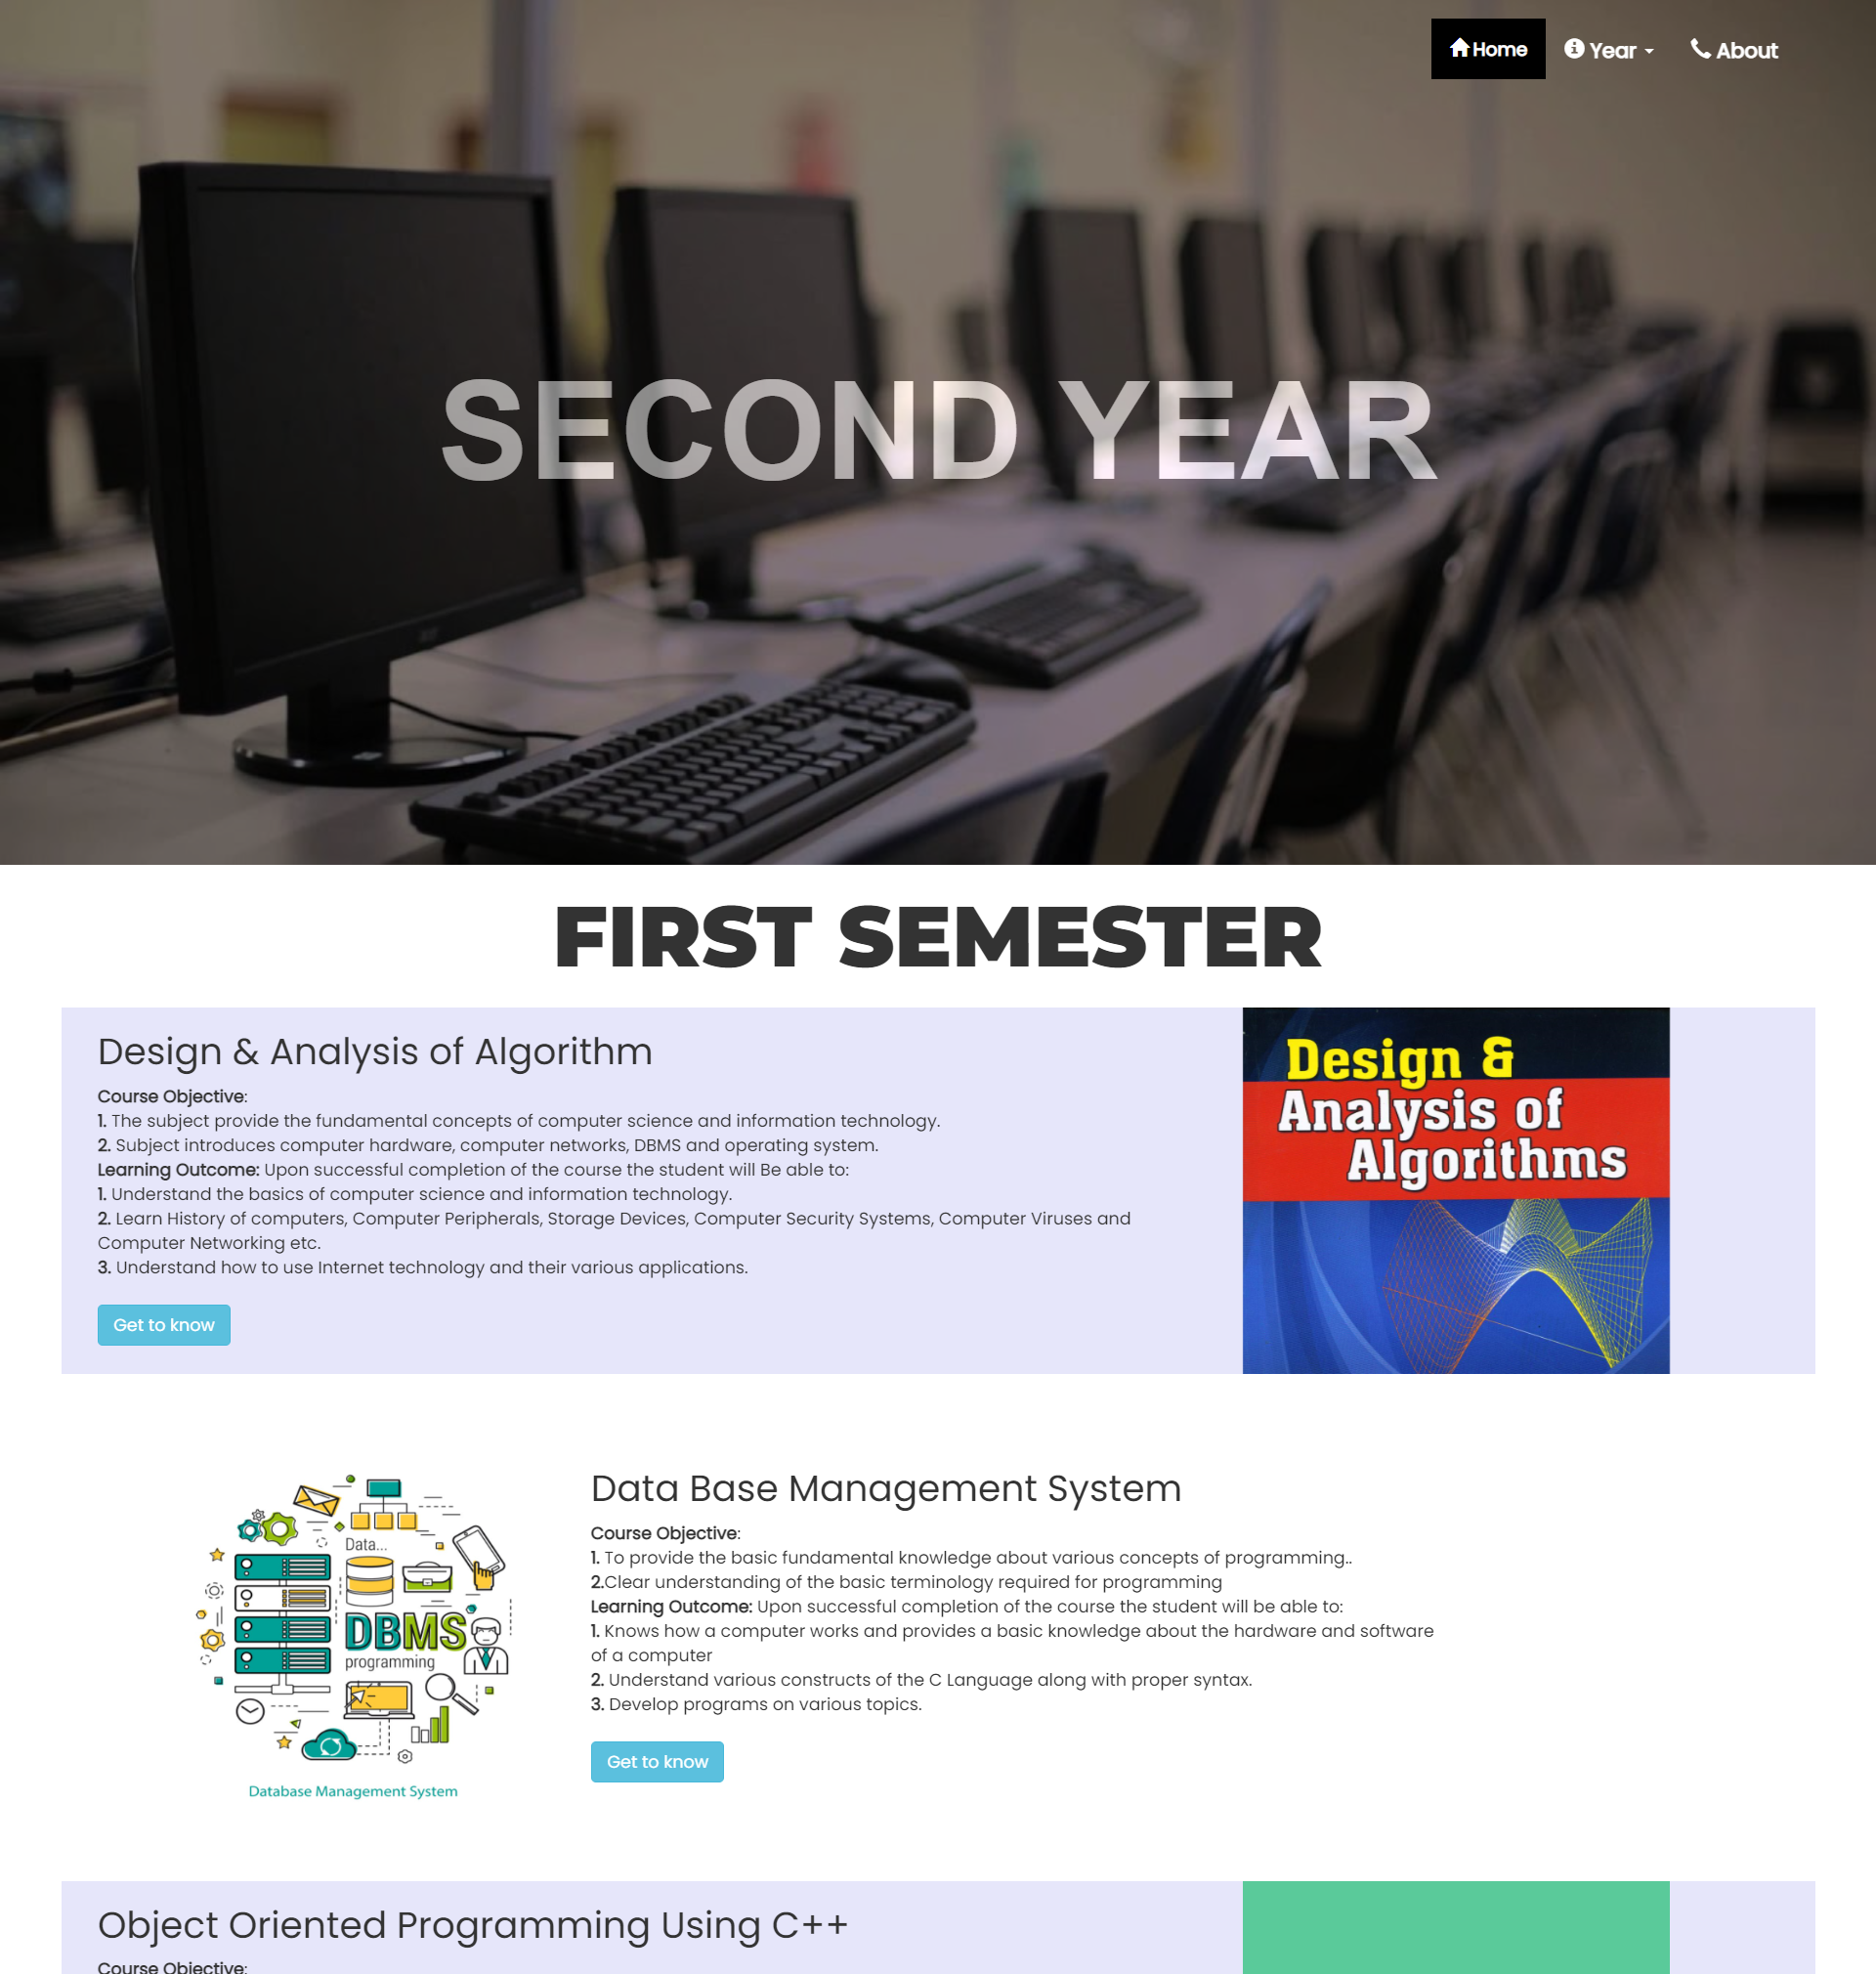 Home Year About
SECOND YEAR
FIRST SEMESTER
Design & Analysis of Algorithm
Course Objective:
1. The subject provide the fundamental concepts of computer science and information technology.
2. Subject introduces computer hardware, computer networks, DBMS and operating system.
Learning Outcome: Upon successful completion of the course the student will Be able to:
1. Understand the basics of computer science and information technology.
2. Learn History of computers, Computer Peripherals, Storage Devices, Computer Security Systems, Computer Viruses and
Computer Networking etc.
3. Understand how to use Internet technology and their various applications.
Get to know
Design &
Analysis of
Algorithms
Data...
DBMS
programming
Database Management System
Data Base Management System
Course Objective:
1. To provide the basic fundamental knowledge about various concepts of programming..
2.Clear understanding of the basic terminology required for programming
Learning Outcome: Upon successful completion of the course the student will be able to:
1. Knows how a computer works and provides a basic knowledge about the hardware and software
of a computer
2. Understand various constructs of the C Language along with proper syntax.
3. Develop programs on various topics.
Get to know
Object Oriented Programming Using C++
Course Objective: